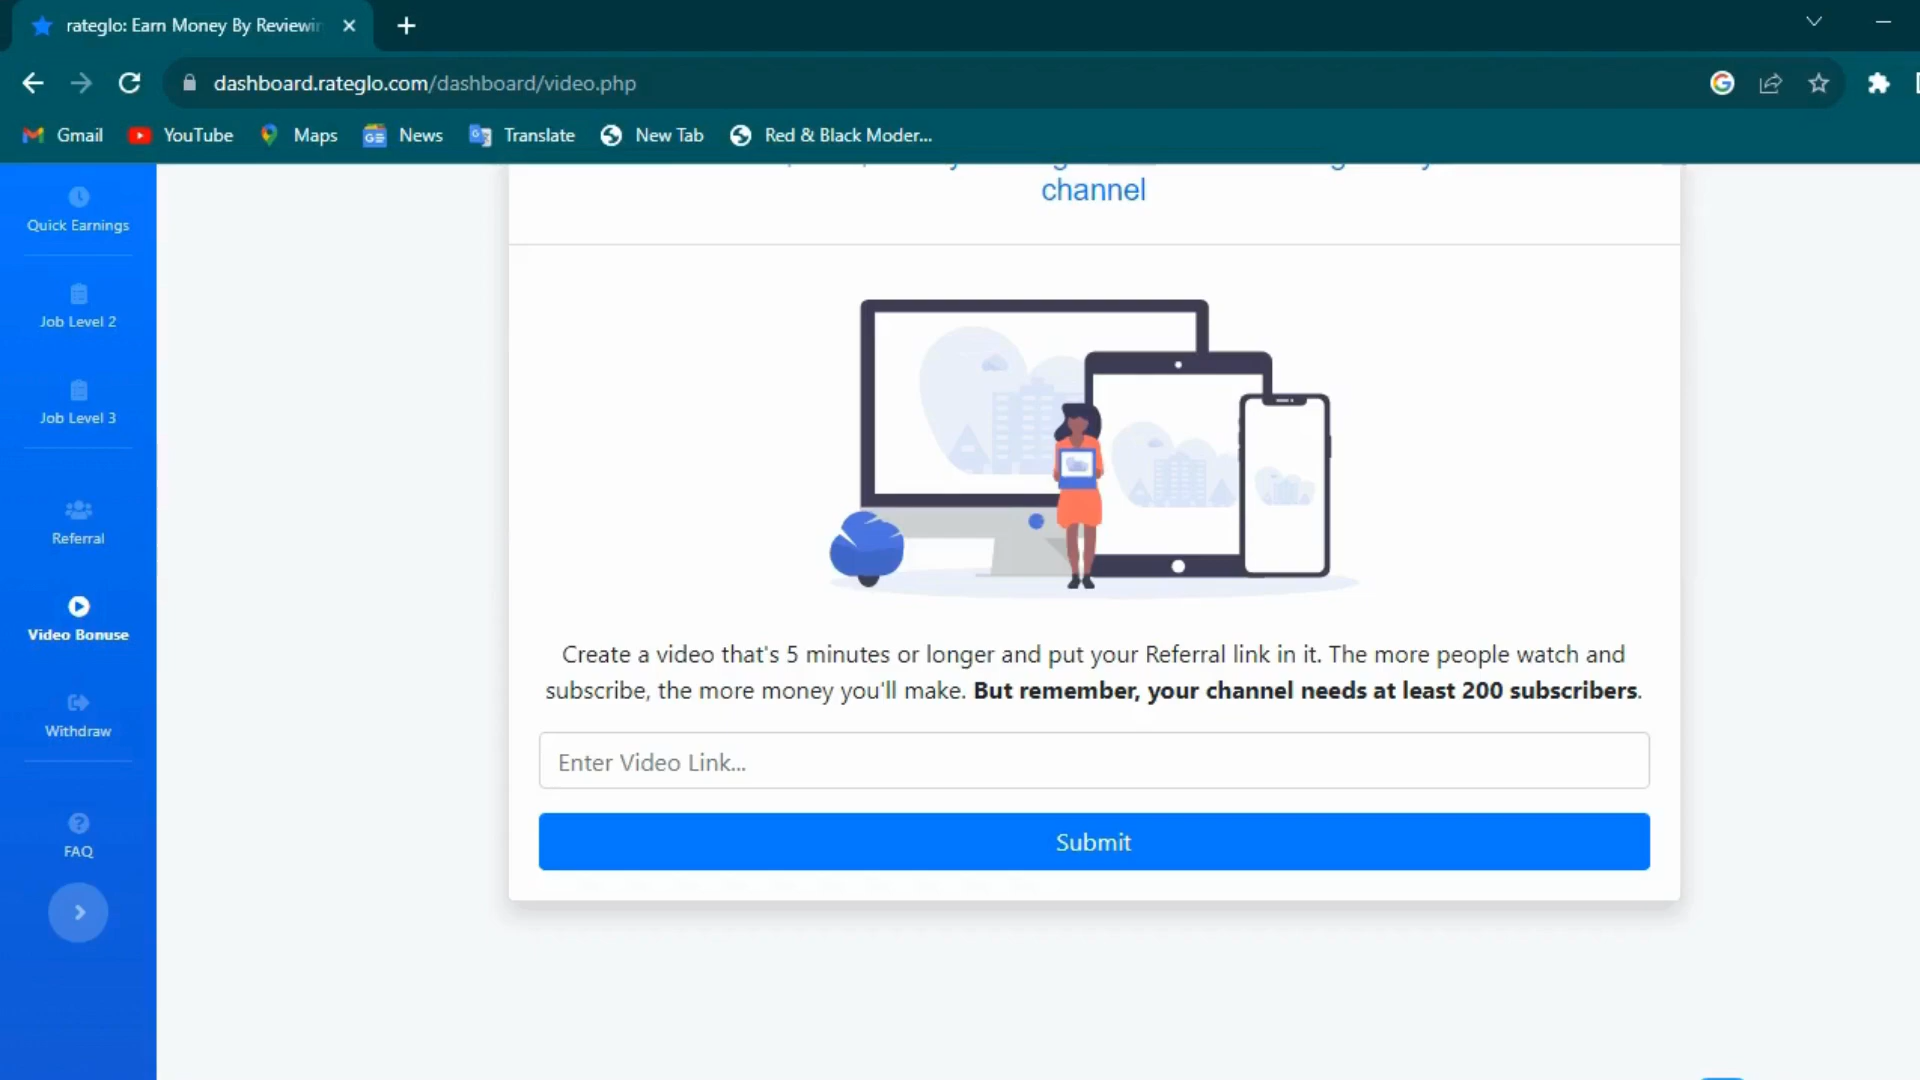 rateglo: Earn Money By Reviewin
dashboard.rateglo.com/dashboard/video.php
Gmail
YouTube
Maps
News
Translate
New Tab
Red & Black Moder...
Quick Earnings
Job Level 2
Job Level 3
Referral
Video Bonuse
Withdraw
FAQ
channel
Create a video that's 5 minutes or longer and put your Referral link in it. The more people watch and
subscribe, the more money you'll make. But remember, your channel needs at least 200 subscribers.
Enter Video Link...
Submit